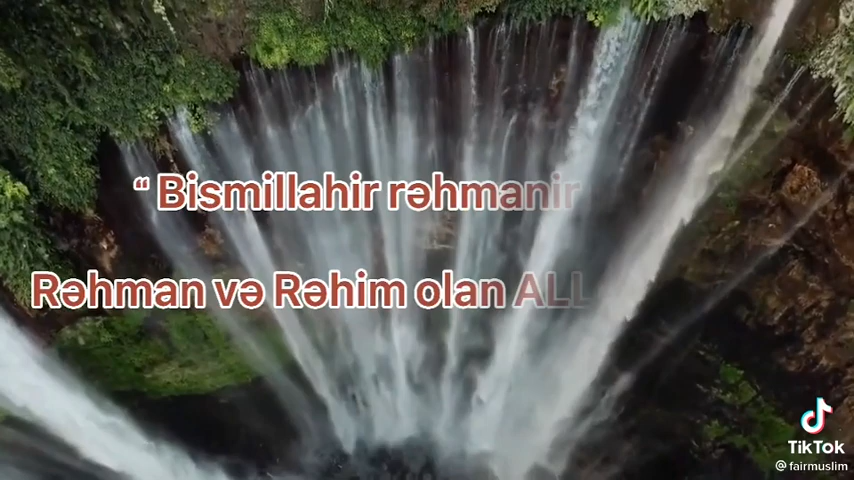 “ Bismillahir rəhmanir
Rəhman və Rəhim olan ALL
TikTok
@fairmuslim